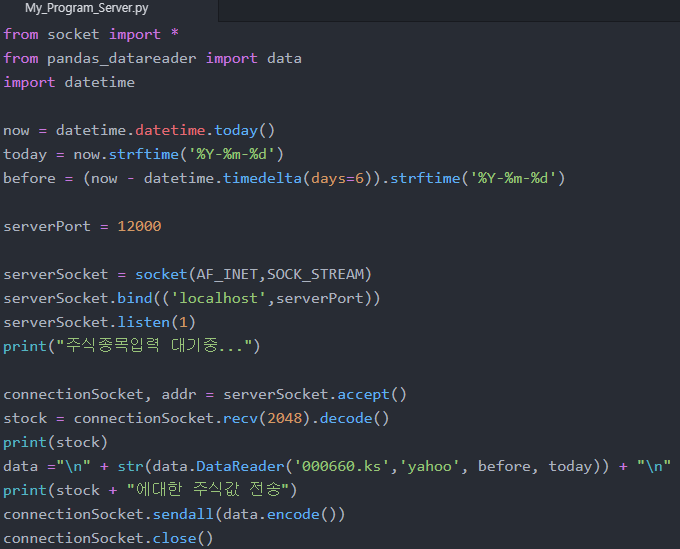 My_Program_Server.py
from socket import *
from pandas_datareader import data
import datetime
now = datetime.datetime.today()
today = now.strftime('%Y-%m-%d')
before = (now - datetime.timedelta(days=6)).strftime('%Y-%m-%d')
serverPort = 12000
serverSocket = socket(AF_INET,SOCK_STREAM)
serverSocket.bind(('localhost',serverPort))
serverSocket.listen(1)
print("주식종목입력 대기중...")
connectionSocket, addr = serverSocket.accept()
stock = connectionSocket.recv(2048).decode()
print(stock)
data ="\n" + str(data.DataReader('000660.ks','yahoo', before, today)) + "\n"
print(stock + "에대한 주식값 전송")
connectionSocket.sendall(data.encode())
connectionSocket.close()